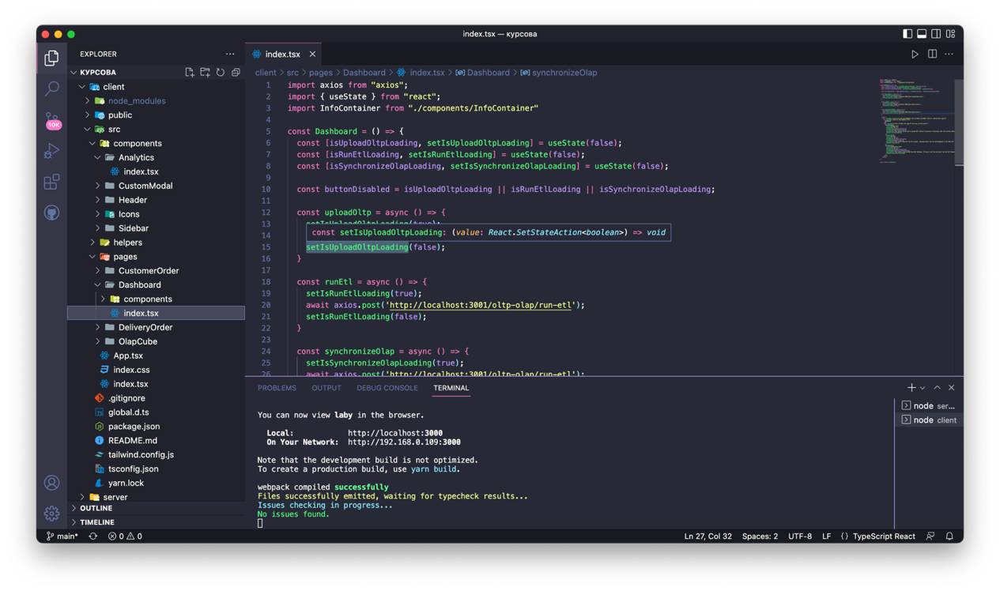 index.tsx — курсова
EXPLORER
КУРСОВА
client
node_modules
public
src
components
Analytics
index.tsx
CustomModal
Header
Icons
Sidebar
helpers
pages
CustomerOrder
Dashboard
components
index.tsx
DeliveryOrder
OlapCube
App.tsx
index.css
index.tsx
.gitignore
global.d.ts
package.json
README.md
tailwind.config.js
tsconfig.json
yarn.lock
server
OUTLINE
TIMELINE
10K
index.tsx
client > src > pages > Dashboard > index.tsx > Dashboard > synchronizeOlap
1 import axios from "axios";
2 import { useState } from "react";
3 import InfoContainer from "./components/InfoContainer"
4
5 const Dashboard = () => {
6 const [isUploadOltpLoading, setIsUploadOltpLoading] = useState(false);
7 const [isRunEtlLoading, setIsRunEtlLoading] = useState(false);
8 const [isSynchronizeOlapLoading, setIsSynchronizeOlapLoading] = useState(false);
9
10 const buttonDisabled = isUploadOltpLoading || isRunEtlLoading || isSynchronizeOlapLoading;
11
12 const uploadOltp = async () => {
13 setIsUploadOltpLoading(true);
14 const setIsUploadOltpLoading: (value: React.SetStateAction<boolean>) => void
15 setIsUploadOltpLoading(false);
16 }
17
18 const runEtl = async () => {
19 setIsRunEtlLoading(true);
20 await axios.post('http://localhost:3001/oltp-olap/run-etl');
21 setIsRunEtlLoading(false);
22 }
23
24 const synchronizeOlap = async () => {
25 setIsSynchronizeOlapLoading(true);
26 await axios.post('http://localhost:3001/oltp-olap/run-etl');
PROBLEMS OUTPUT DEBUG CONSOLE TERMINAL
You can now view laby in the browser.
Local: http://localhost:3000
On Your Network: http://192.168.0.109:3000
Note that the development build is not optimized.
To create a production build, use yarn build.
webpack compiled successfully
Files successfully emitted, waiting for typecheck results...
Issues checking in progress...
No issues found.
node ser...
node client
main* 0 0 Ln 27, Col 32 Spaces: 2 UTF-8 LF {} TypeScript React